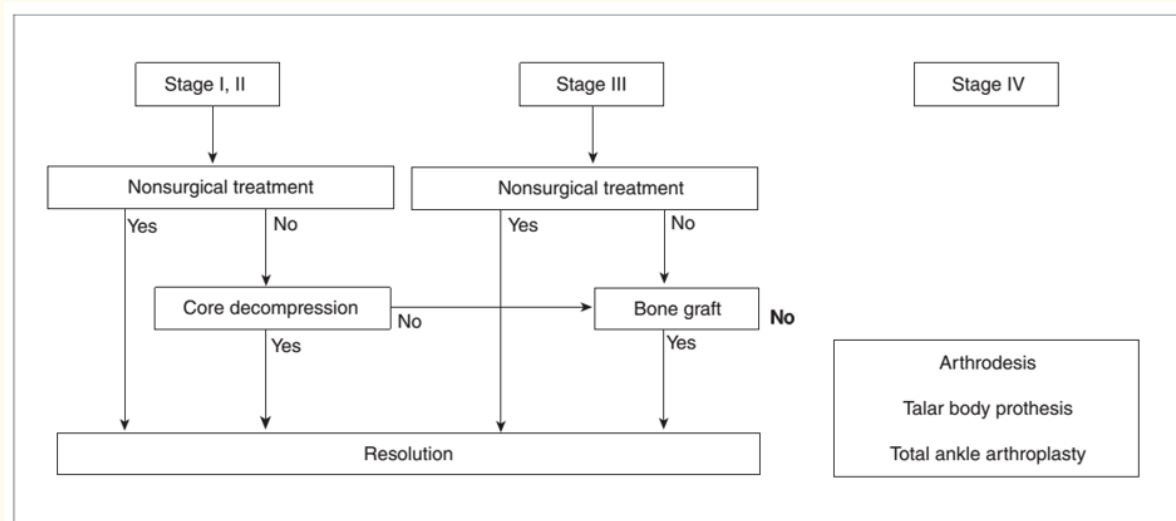 Stage I, II
Stage III
Stage IV
Nonsurgical treatment
Nonsurgical treatment
Yes
No
Yes
No
Core decompression
No
Bone graft
No
Yes
Yes
Arthrodesis
Talar body prothesis
Total ankle arthroplasty
Resolution